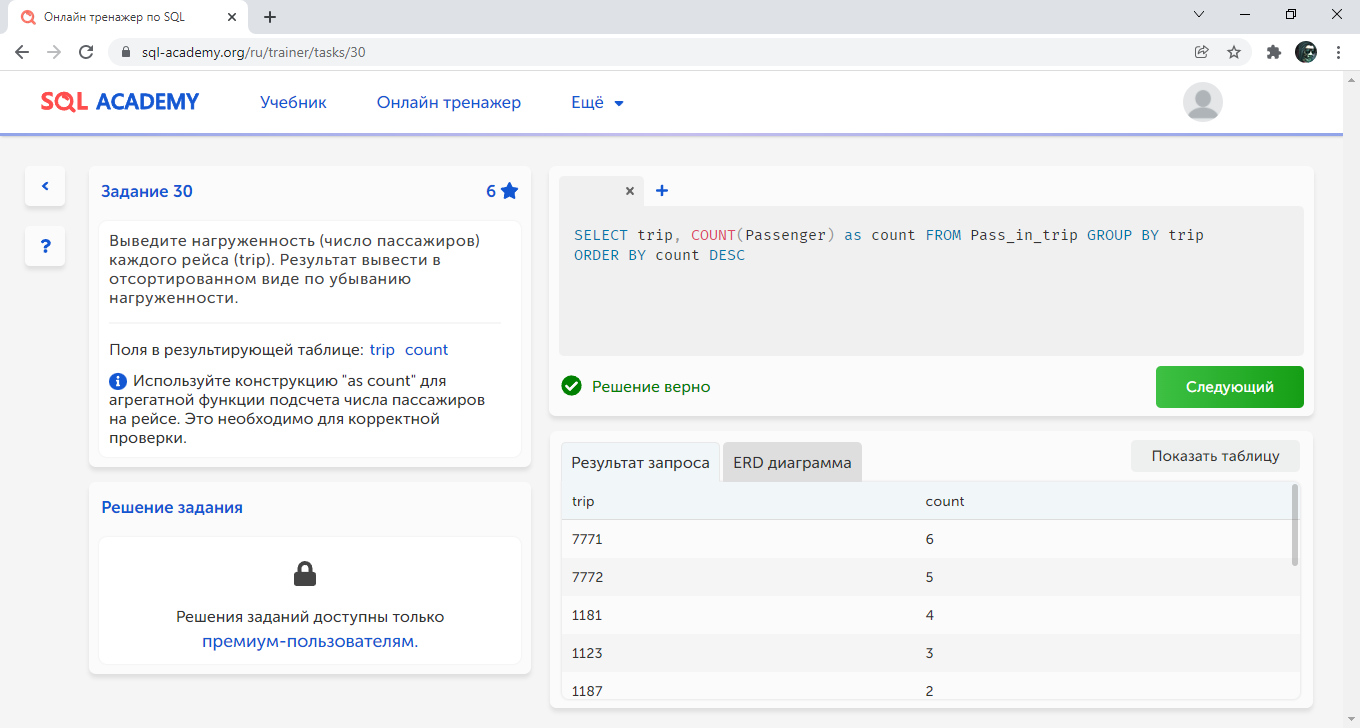 Онлайн тренажер по SQL
sql-academy.org/ru/trainer/tasks/30
SQL ACADEMY
Учебник
Онлайн тренажер
Ещё
Задание 30
6
Выведите нагруженность (число пассажиров)
каждого рейса (trip). Результат вывести в
отсортированном виде по убыванию
нагруженности.
Поля в результирующей таблице: trip count
Используйте конструкцию "as count" для
агрегатной функции подсчета числа пассажиров
на рейсе. Это необходимо для корректной
проверки.
Решение задания
Решения заданий доступны только
премиум-пользователям.
SELECT trip, COUNT(Passenger) as count FROM Pass_in_trip GROUP BY trip
ORDER BY count DESC
Решение верно
Следующий
Результат запроса
ERD диаграмма
Показать таблицу
trip count
7771 6
7772 5
1181 4
1123 3
1187 2